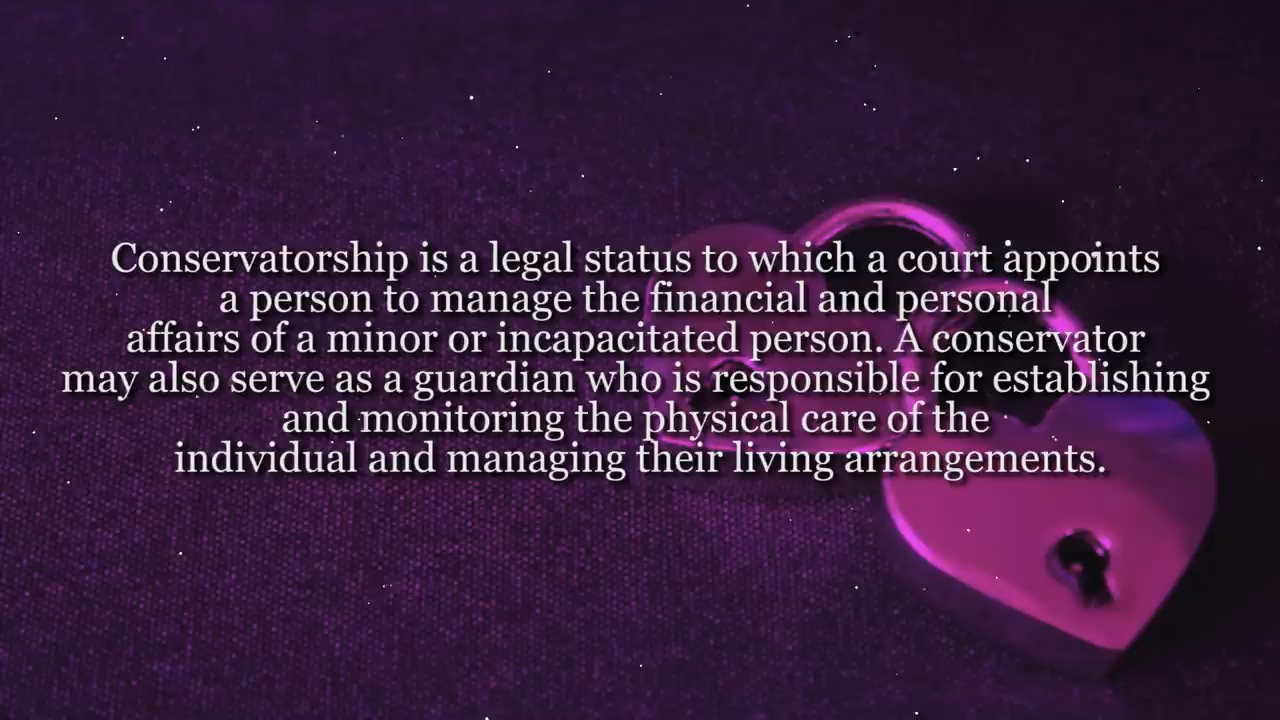 Conservatorship is a legal status to which a court appoints
a person to manage the financial and personal
affairs of a minor or incapacitated person. A conservator
may also serve as a guardian who is responsible for establishing
and monitoring the physical care of the
individual and managing their living arrangements.